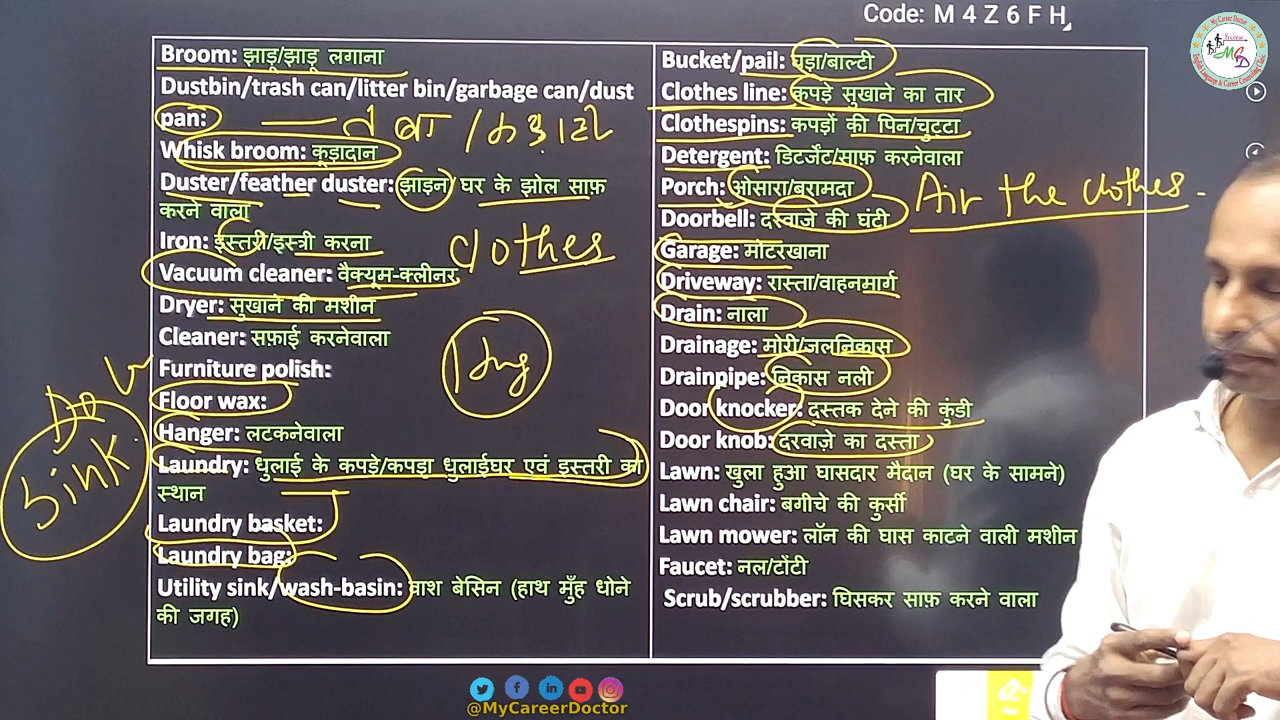 Code: M 4 Z 6 F H
Broom: झाड़ू/झाड़ू लगाना
Dustbin/trash can/litter bin/garbage can/dust
pan:
Whisk broom: कूड़ादान
Duster/feather duster: झाड़न/घर के झोल साफ़
करने वाला
Iron: इस्तरी/इस्त्री करना
clothes
Vacuum cleaner: वैक्यूम-क्लीनर
Dryer: सुखाने की मशीन
Cleaner: सफ़ाई करनेवाला
Furniture polish:
Floor wax:
Hanger: लटकनेवाला
Laundry: धुलाई के कपड़े/कपड़ा धुलाईघर एवं इस्तरी का
स्थान
Sink
Laundry basket:
Laundry bag:
Utility sink/wash-basin: वाश बेसिन (हाथ मुँह धोने
की जगह)
Bucket/pail: घड़ा/बाल्टी
Clothes line: कपड़े सुखाने का तार
Clothespins: कपड़ों की पिन/चुट्टा
Detergent: डिटर्जेंट/साफ़ करनेवाला
Porch: ओसारा/बरामदा
Air the clothes.
Doorbell: दरवाजे की घंटी
Garage: मोटरखाना
Driveway: रास्ता/वाहनमार्ग
Drain: नाला
Drainage: मोरी/जलनिकास
Drainpipe: निकास नली
Door knocker: दस्तक देने की कुंडी
Door knob: दरवाज़े का दस्ता
Lawn: खुला हुआ घासदार मैदान (घर के सामने)
Lawn chair: बगीचे की कुर्सी
Lawn mower: लॉन की घास काटने वाली मशीन
Faucet: नल/टोंटी
Scrub/scrubber: घिसकर साफ़ करने वाला
@MyCareerDoctor